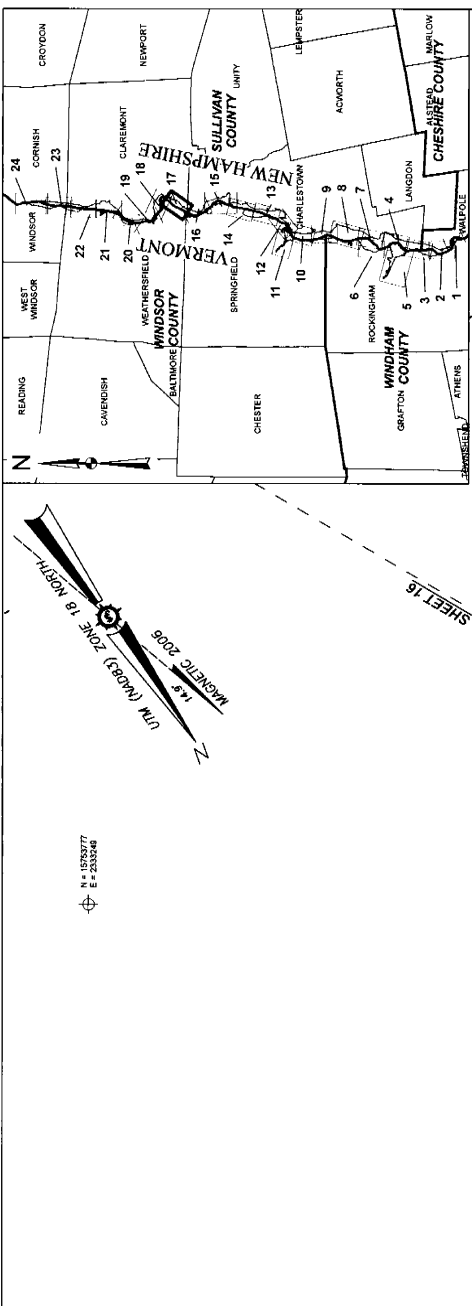 N
READING
WEST
WINDSOR
WINDSOR
24
CORNISH
CROYDON
23
CAVENDISH
22
21
20
19
18
CLAREMONT
NEWPORT
WEATHERSFIELD
WINDSOR
COUNTY
BALTIMORE
VERMONT
NEW HAMPSHIRE
17
16
15
SULLIVAN
COUNTY
UNITY
14
13
SPRINGFIELD
CHESTER
12
11
10
CHARLESTOWN
LEMPSTER
ACWORTH
9
8
7
6
ROCKINGHAM
5
4
3
2
1
LANGDON
ALSTEAD
MARLOW
CHESHIRE COUNTY
WALPOLE
WINDHAM
COUNTY
GRAFTON
ATHENS
TOWNSHEND
UTM (NAD83) ZONE 18 NORTH
MAGNETIC 2006
14.9°
N
SHEET 16
N = 15753777
E = 2333249